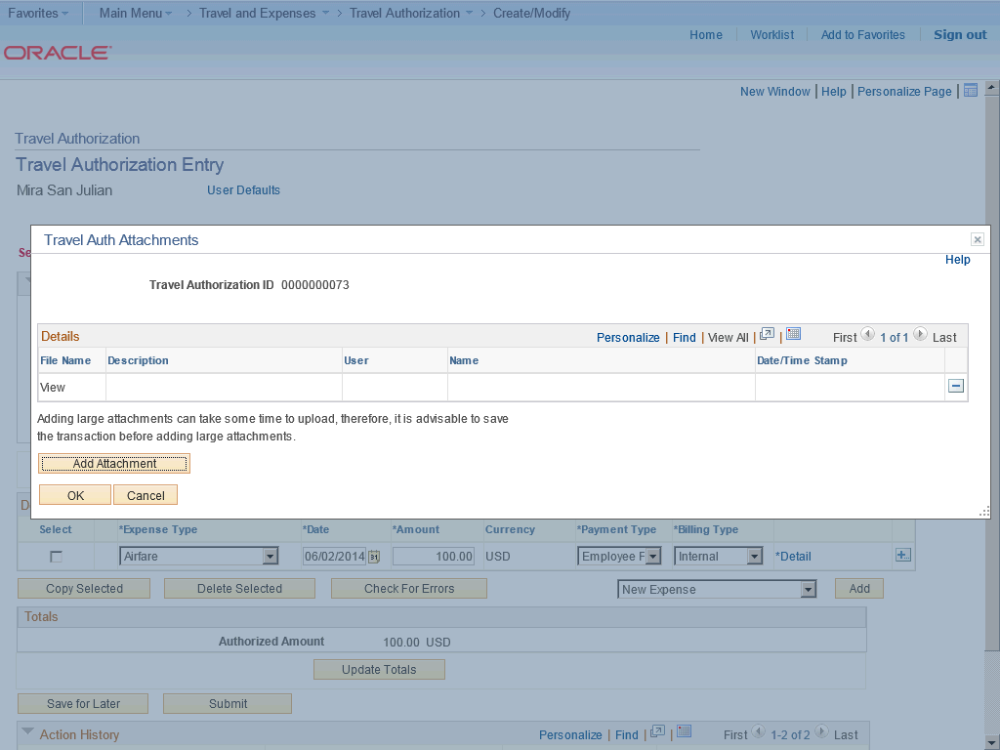 Favorites Main Menu > Travel and Expenses > Travel Authorization > Create/Modify
Home Worklist Add to Favorites Sign out
ORACLE
New Window | Help | Personalize Page |
Travel Authorization
Travel Authorization Entry
Mira San Julian User Defaults
Se
Travel Auth Attachments
Help
Travel Authorization ID 0000000073
Details Personalize | Find | View All | | First 1 of 1 Last
File Name Description User Name Date/Time Stamp
View
Adding large attachments can take some time to upload, therefore, it is advisable to save
the transaction before adding large attachments.
Add Attachment
OK Cancel
D
Select *Expense Type *Date *Amount Currency *Payment Type *Billing Type
Airfare 06/02/2014 31 100.00 USD Employee F Internal *Detail
Copy Selected Delete Selected Check For Errors New Expense Add
Totals
Authorized Amount 100.00 USD
Update Totals
Save for Later Submit
Action History Personalize | Find | | First 1-2 of 2 Last